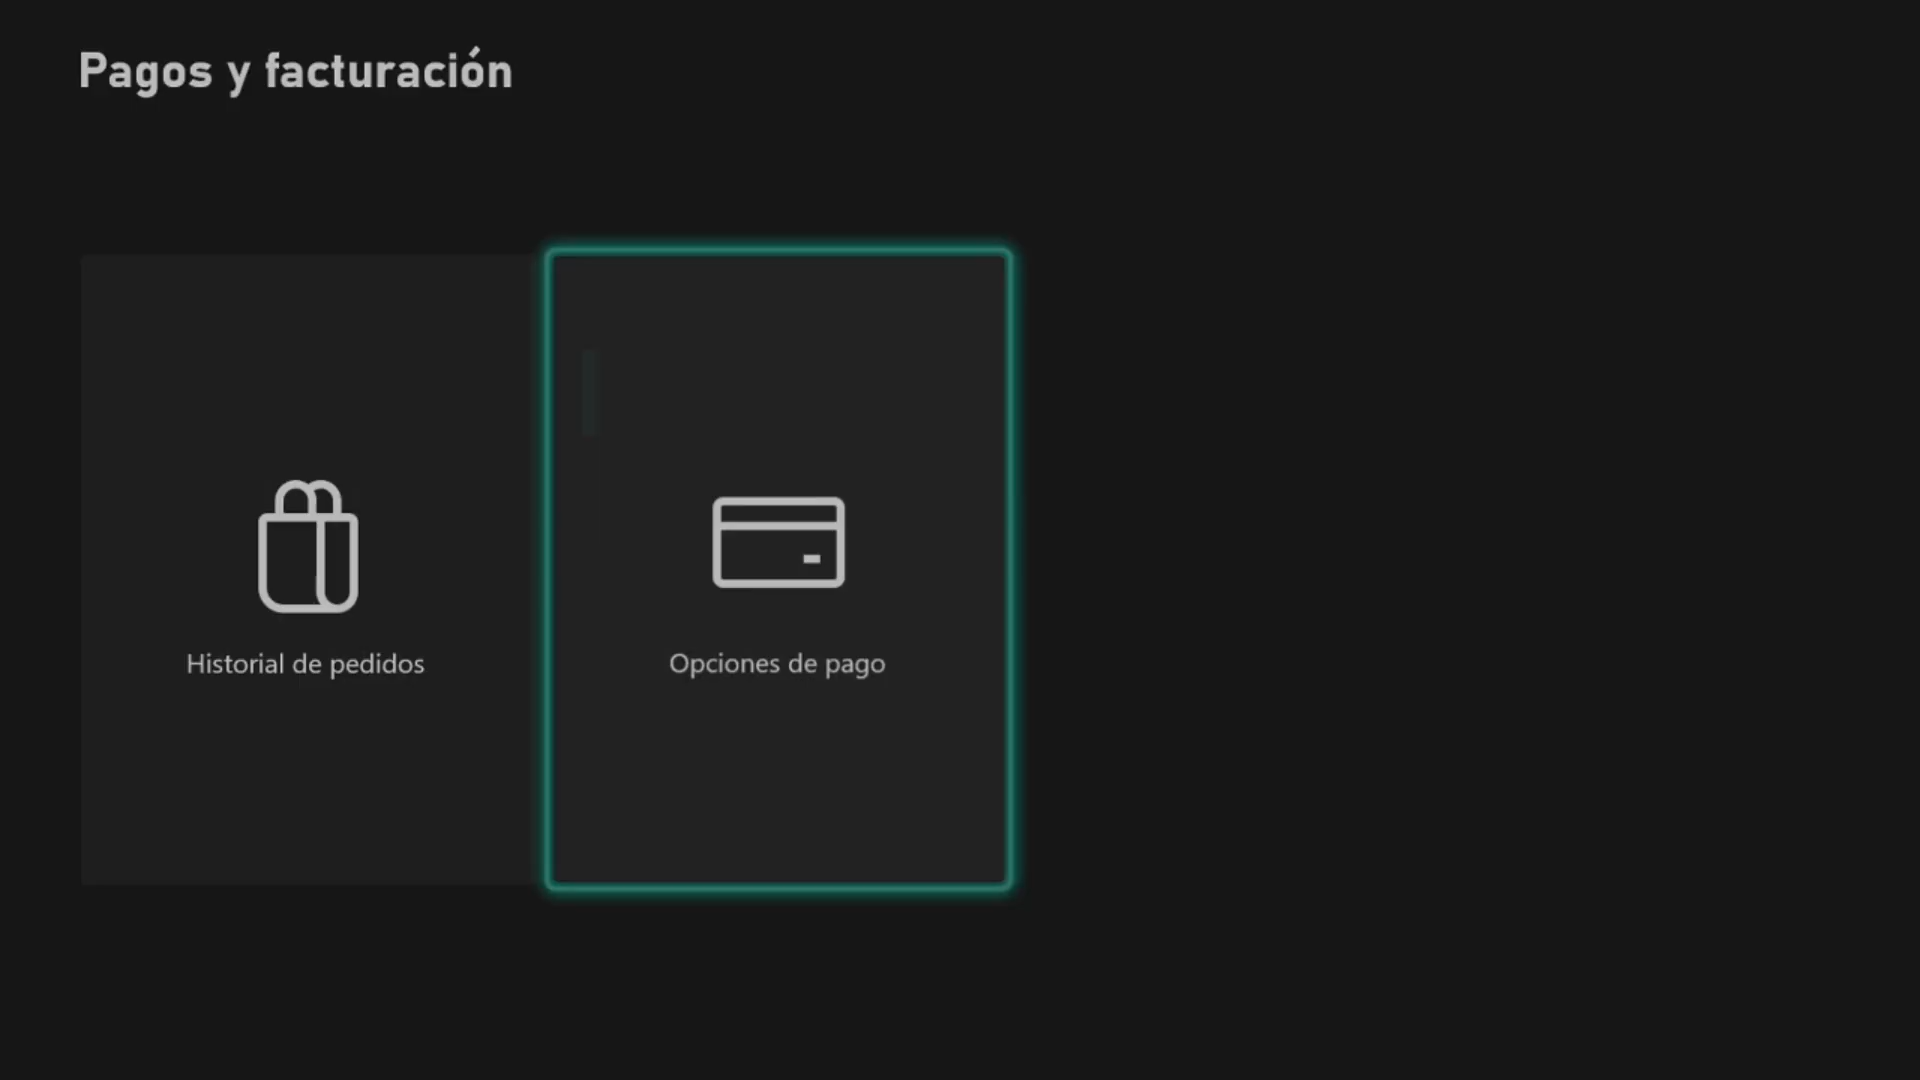 Pagos y facturación
Historial de pedidos
Opciones de pago